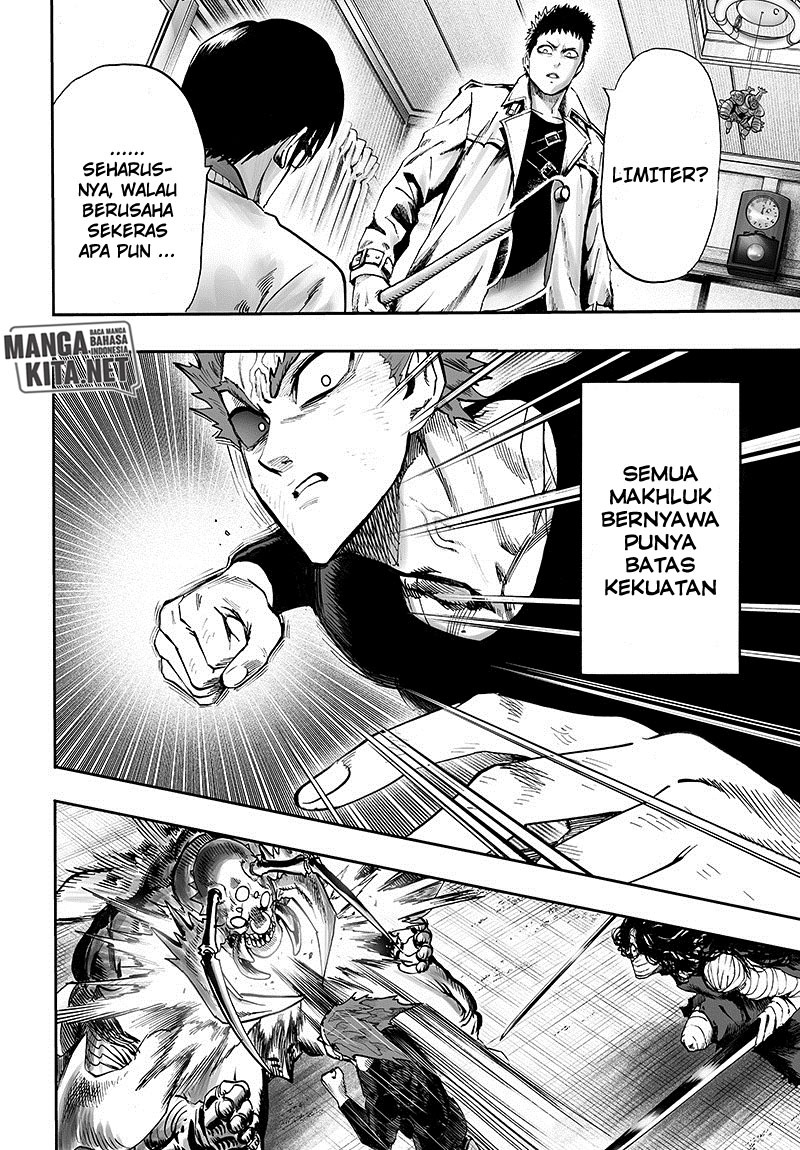 LIMITER?
......
SEHARUS-
NYA, WALAU
BERUSAHA
SEKERAS
APA PUN ...
MANGA
KITA.NET
BACA MANGA
BAHASA
INDONESIA
SEMUA
MAKHLUK
BERNYAWA
PUNYA
BATAS
KEKUATAN